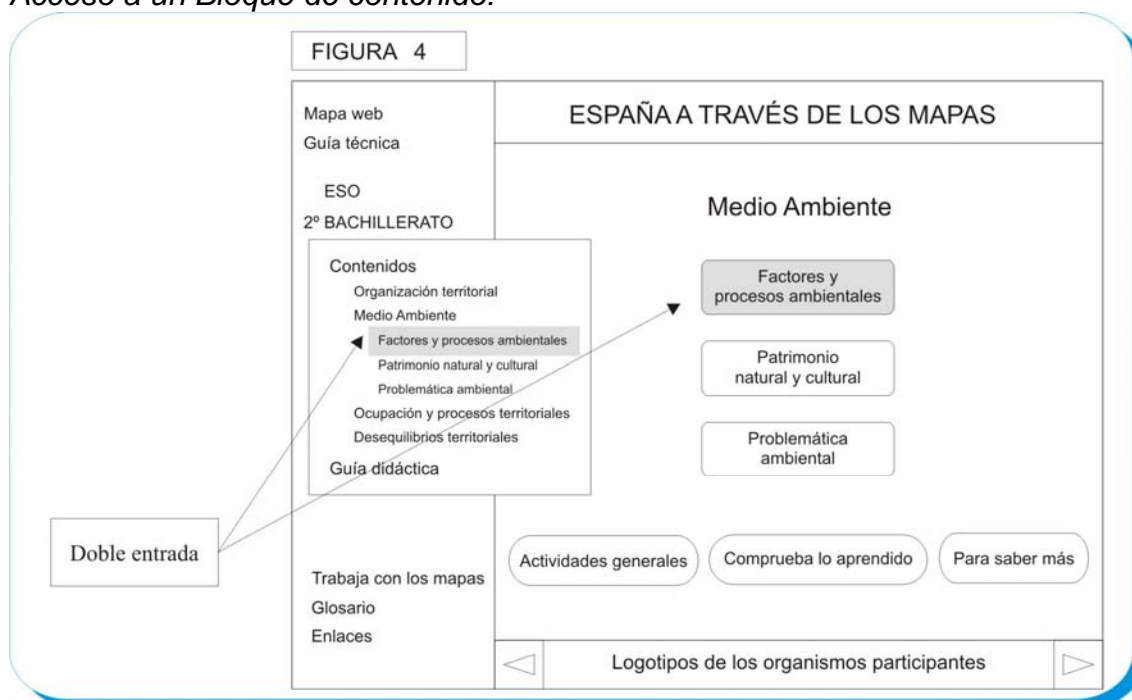 Acceso a un Bloque de contenido.
FIGURA 4
Mapa web
Guía técnica
ESO
2º BACHILLERATO
Contenidos
Organización territorial
Medio Ambiente
Factores y procesos ambientales
Patrimonio natural y cultural
Problemática ambiental
Ocupación y procesos territoriales
Desequilibrios territoriales
Guía didáctica
Doble entrada
Trabaja con los mapas
Glosario
Enlaces
ESPAÑA A TRAVÉS DE LOS MAPAS
Medio Ambiente
Factores y
procesos ambientales
Patrimonio
natural y cultural
Problemática
ambiental
Actividades generales
Comprueba lo aprendido
Para saber más
Logotipos de los organismos participantes